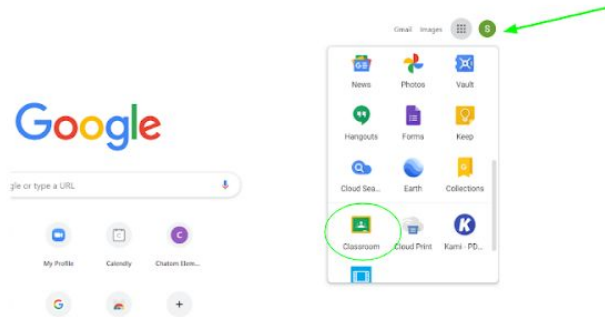 Gmail Images
S
GE
News Photos Vault
Hangouts Forms Keep
Google
gle or type a URL
Cloud Sea... Earth Collections
C
My Profile Calendly Chatom Elem...
K
Classroom Cloud Print Kami - PD...
G